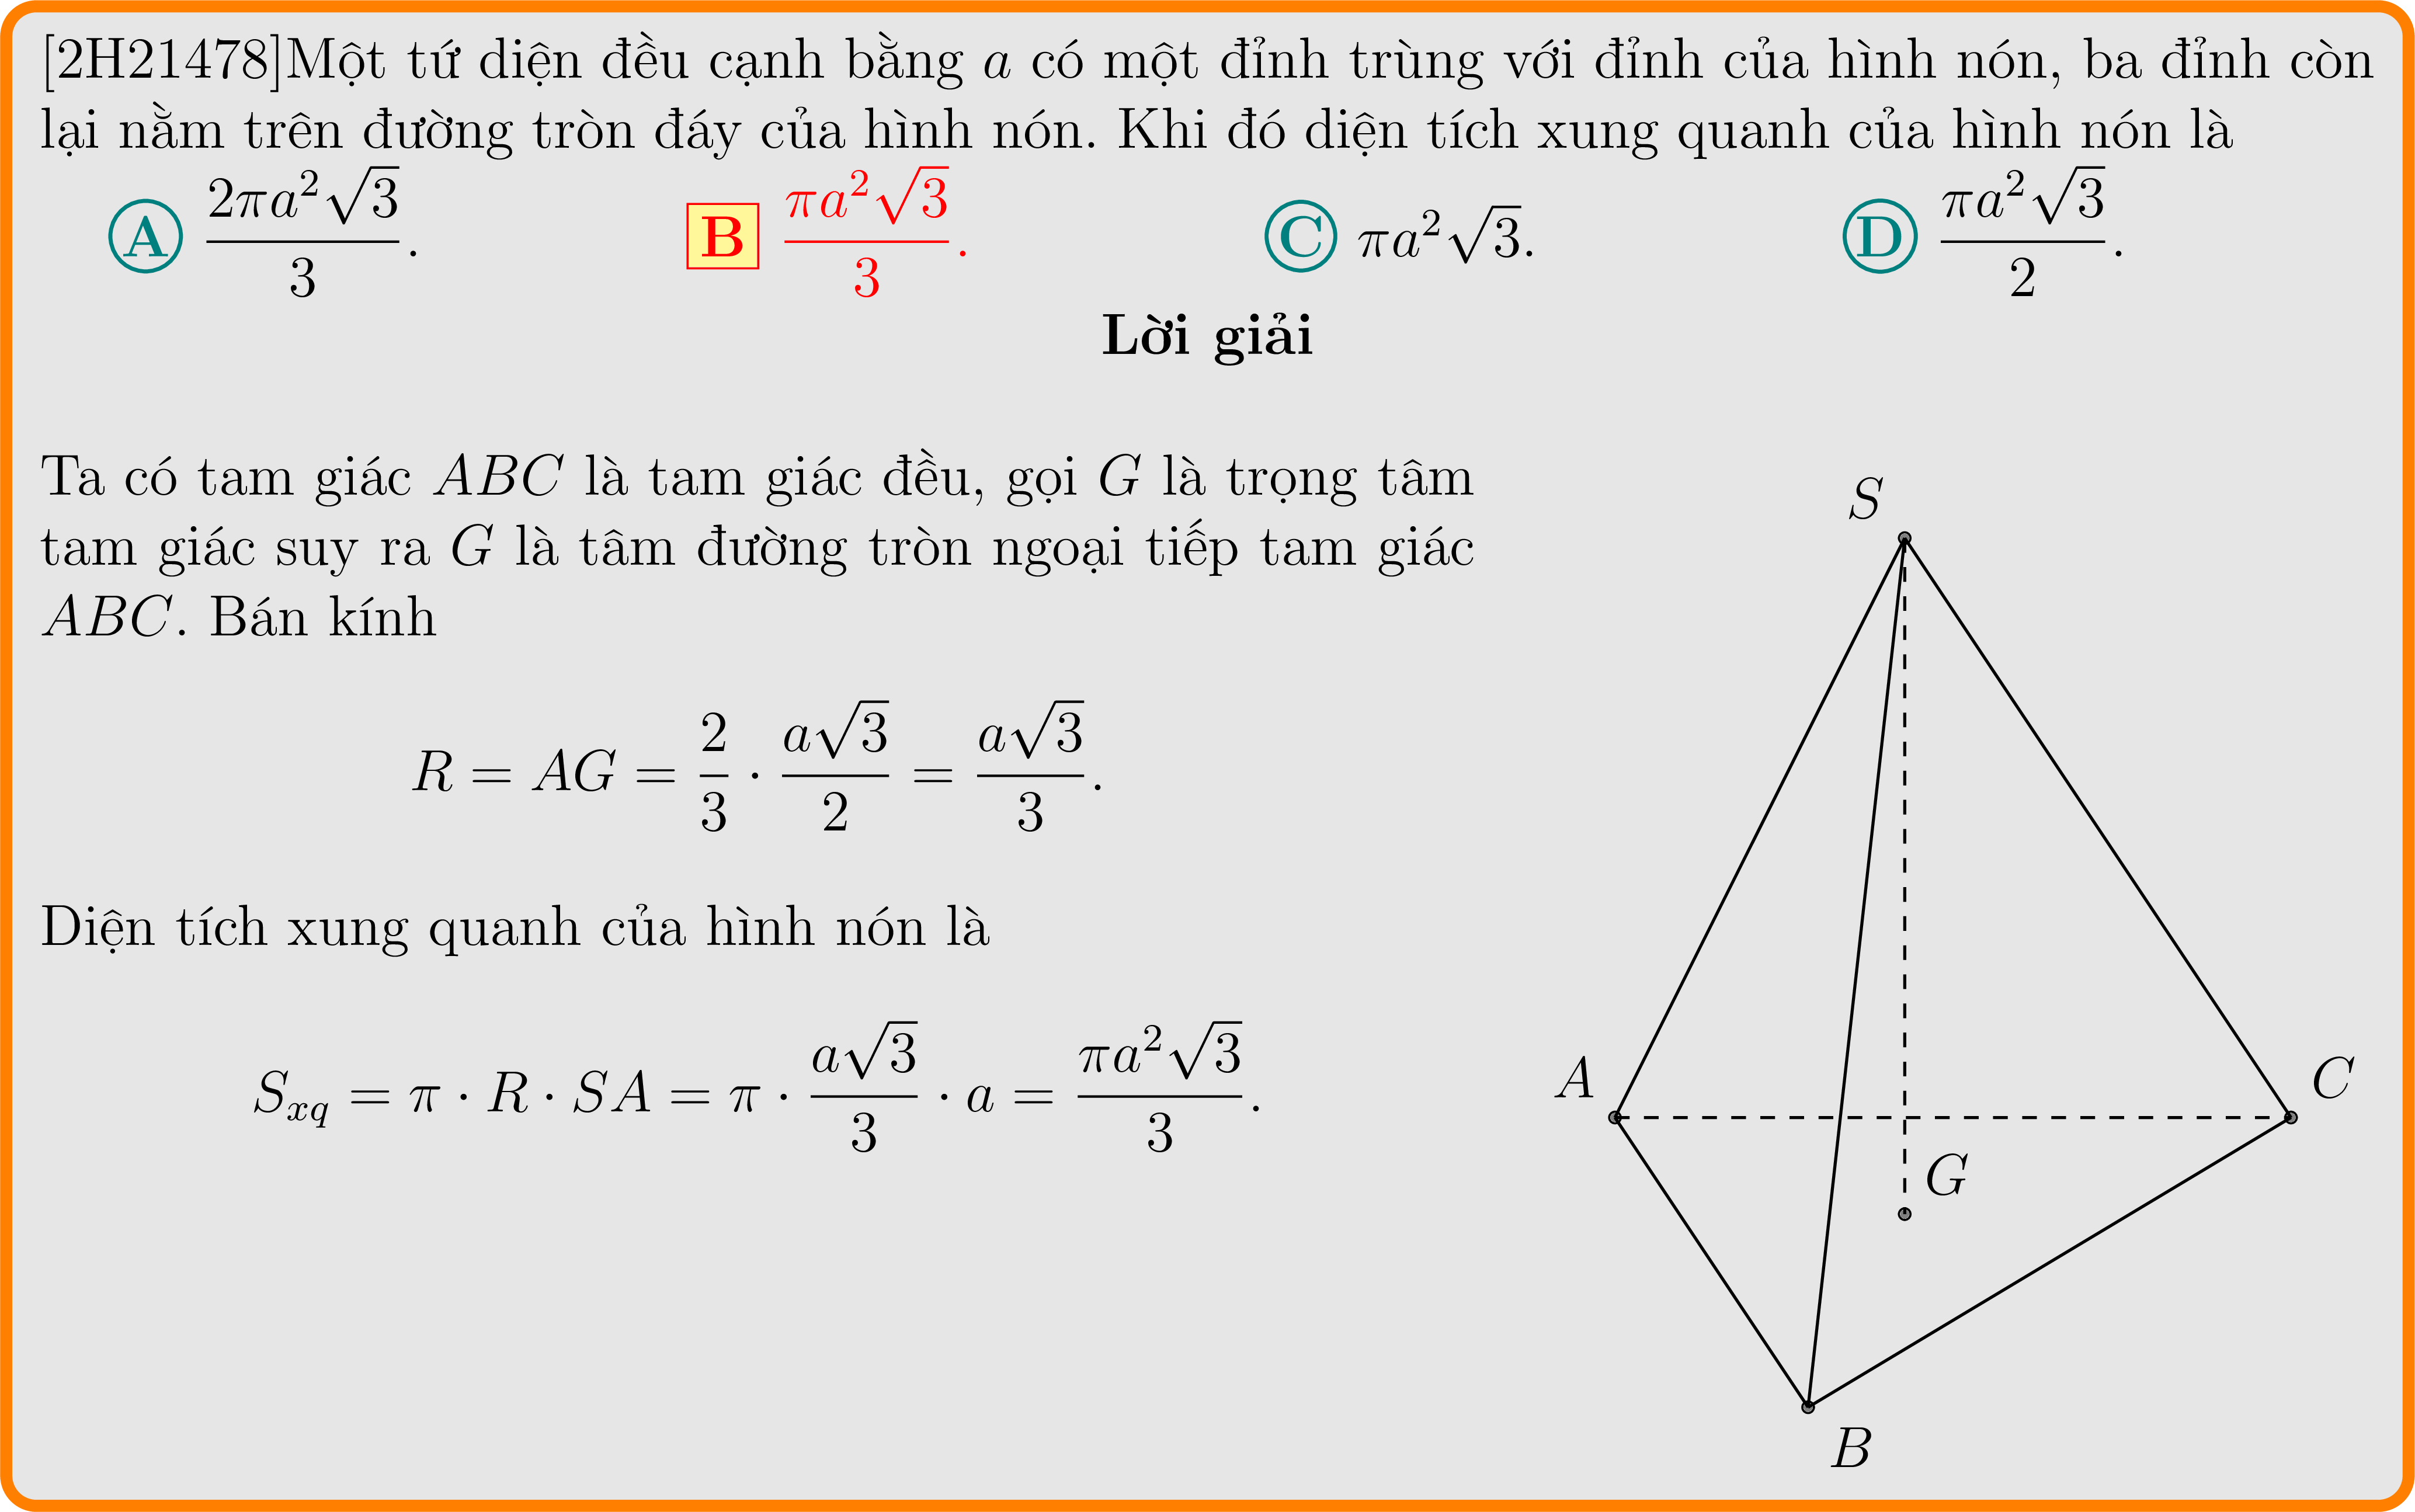 [2H21478]Một tứ diện đều cạnh bằng a có một đỉnh trùng với đỉnh của hình nón, ba đỉnh còn
lại nằm trên đường tròn đáy của hình nón. Khi đó diện tích xung quanh của hình nón là
A $\frac{2\pi a^2\sqrt{3}}{3}$. B $\frac{\pi a^2\sqrt{3}}{3}$. C $\pi a^2\sqrt{3}$. D $\frac{\pi a^2\sqrt{3}}{2}$.
Lời giải
Ta có tam giác ABC là tam giác đều, gọi G là trọng tâm
tam giác suy ra G là tâm đường tròn ngoại tiếp tam giác
ABC. Bán kính
$R = AG = \frac{2}{3} \cdot \frac{a\sqrt{3}}{2} = \frac{a\sqrt{3}}{3}.$
Diện tích xung quanh của hình nón là
$S_{xq} = \pi \cdot R \cdot SA = \pi \cdot \frac{a\sqrt{3}}{3} \cdot a = \frac{\pi a^2\sqrt{3}}{3}.$
S
A
C
G
B